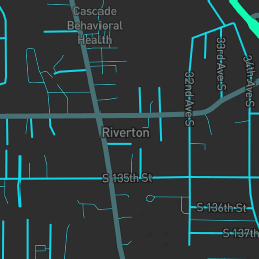 Cascade
Behavioral
Health
33rd Ave S
34th Ave S
32nd Ave S
Riverton
S 135th St
S 136th St
S 137th